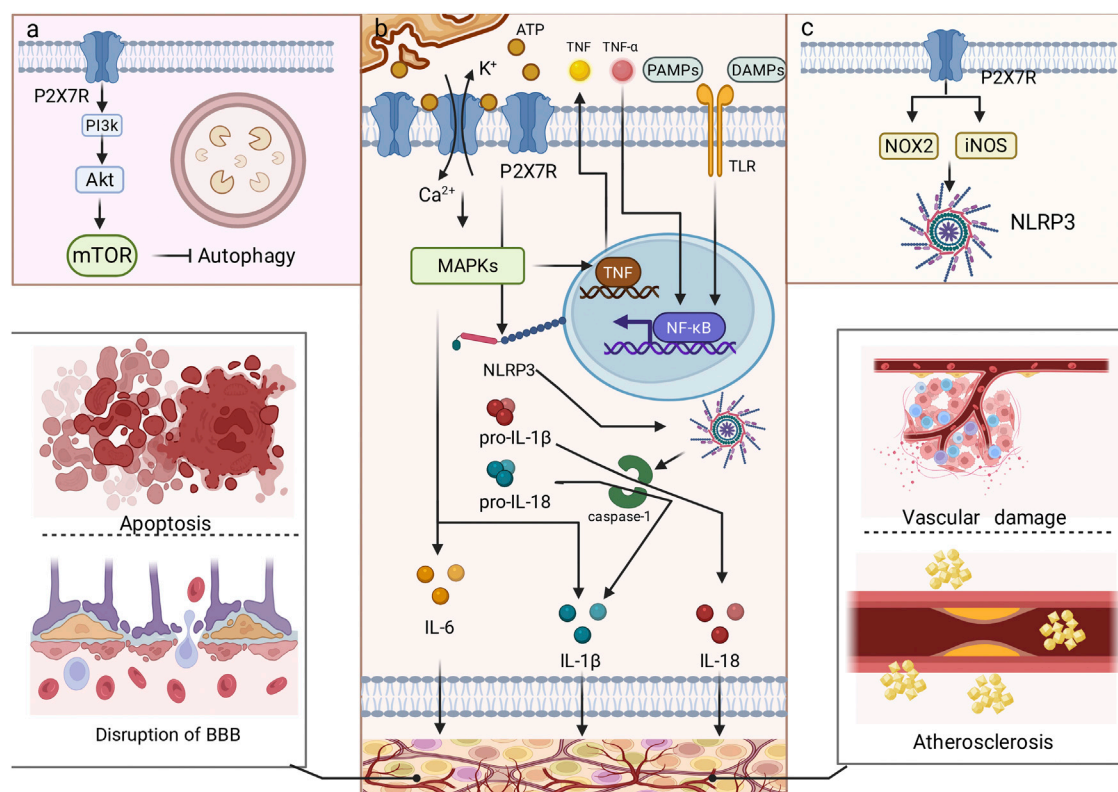 a
P2X7R
PI3k
Akt
mTOR
Autophagy
b
ATP
K⁺
TNF
TNF-α
PAMPs
DAMPs
P2X7R
TLR
Ca²⁺
MAPKs
TNF
NF-κB
NLRP3
pro-IL-1β
pro-IL-18
caspase-1
IL-6
IL-1β
IL-18
c
P2X7R
NOX2
iNOS
NLRP3
Apoptosis
Disruption of BBB
Vascular damage
Atherosclerosis